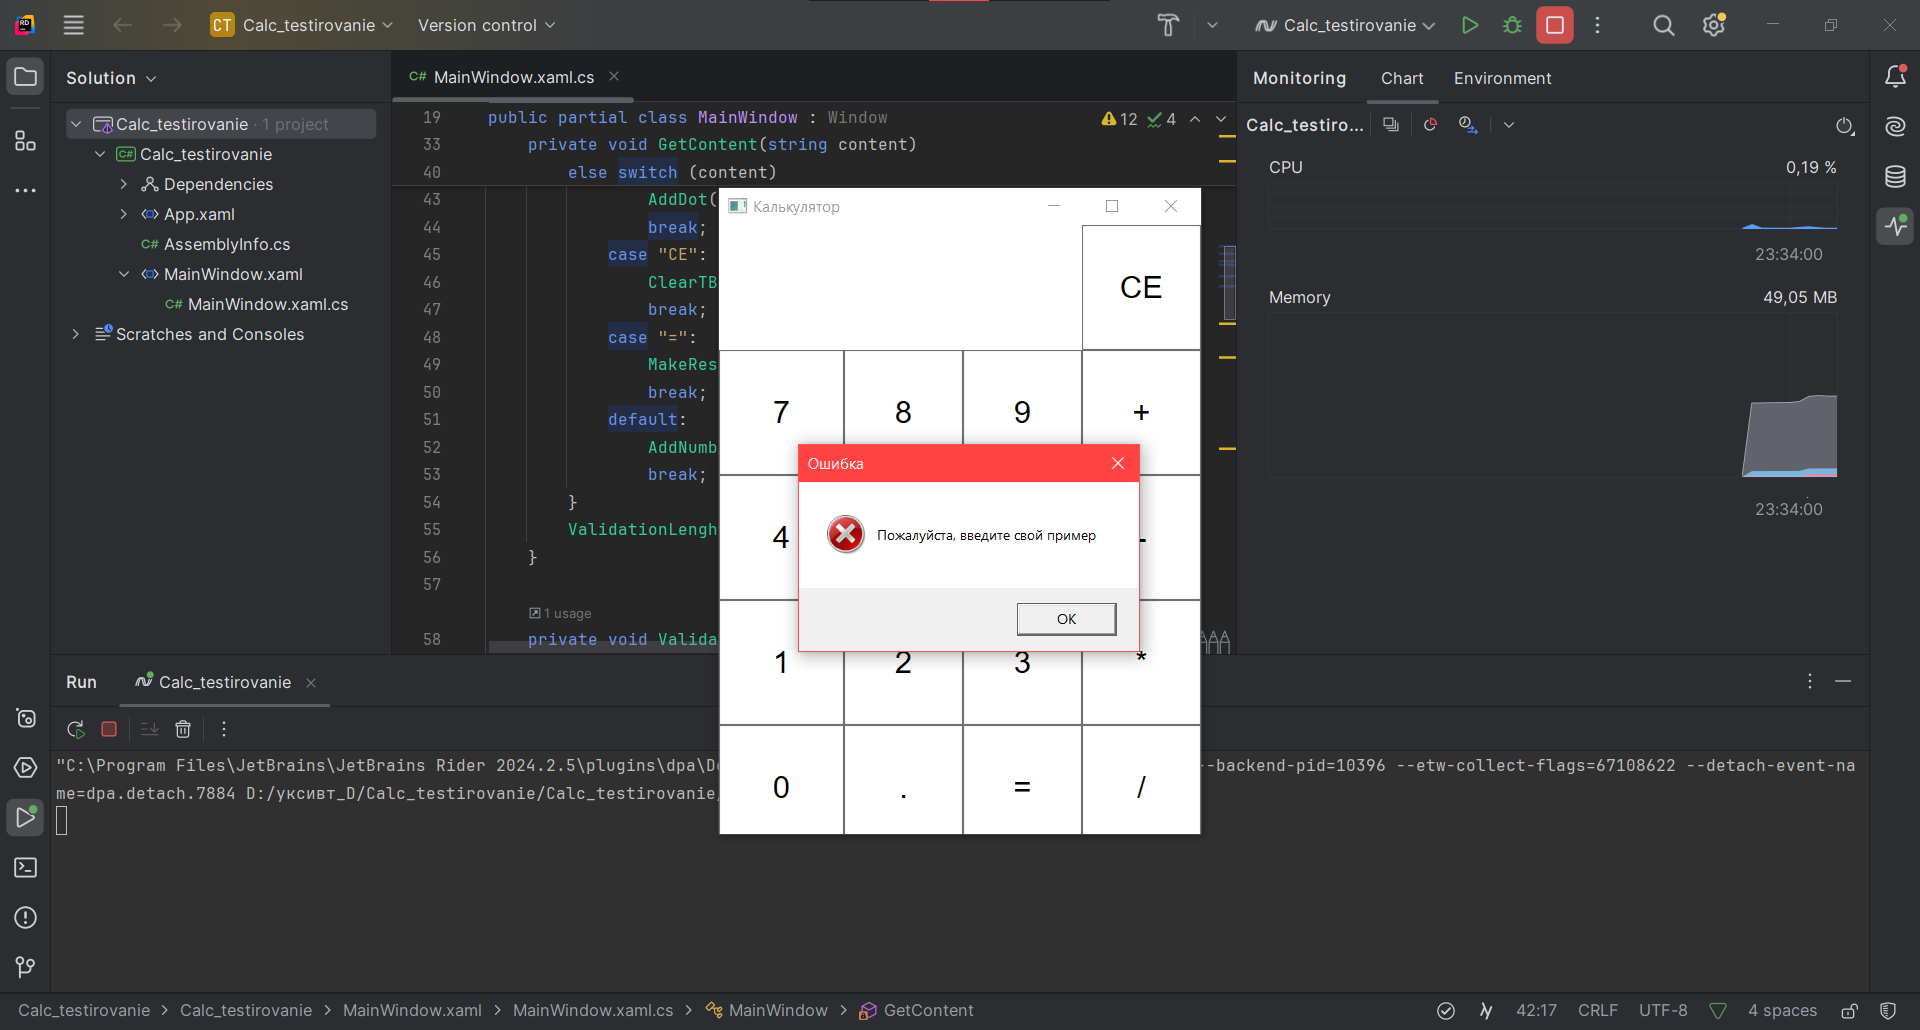 CT Calc_testirovanie Version control Calc_testirovanie
Solution
MainWindow.xaml.cs
Monitoring Chart Environment
Calc_testirovanie · 1 project
Calc_testirovanie
Dependencies
App.xaml
C# AssemblyInfo.cs
MainWindow.xaml
C# MainWindow.xaml.cs
Scratches and Consoles
19 public partial class MainWindow : Window
12 4
33 private void GetContent(string content)
40 else switch (content)
43 AddDot(
44 break;
45 case "CE":
46 ClearTB
47 break;
48 case "=":
49 MakeRes
50 break;
51 default:
52 AddNumb
53 break;
54 }
55 ValidationLengh
56 }
57
1 usage
58 private void Valida
Калькулятор
CE
7 8 9 +
4 -
1 2 3 *
0 . = /
Ошибка
Пожалуйста, введите свой пример
OK
Calc_testiro...
CPU 0,19 %
23:34:00
Memory 49,05 MB
23:34:00
Run Calc_testirovanie
"C:\Program Files\JetBrains\JetBrains Rider 2024.2.5\plugins\dpa\D --backend-pid=10396 --etw-collect-flags=67108622 --detach-event-na
me=dpa.detach.7884 D:/уксивт_D/Calc_testirovanie/Calc_testirovanie/
Calc_testirovanie > Calc_testirovanie > MainWindow.xaml > MainWindow.xaml.cs > MainWindow > GetContent
42:17 CRLF UTF-8 4 spaces